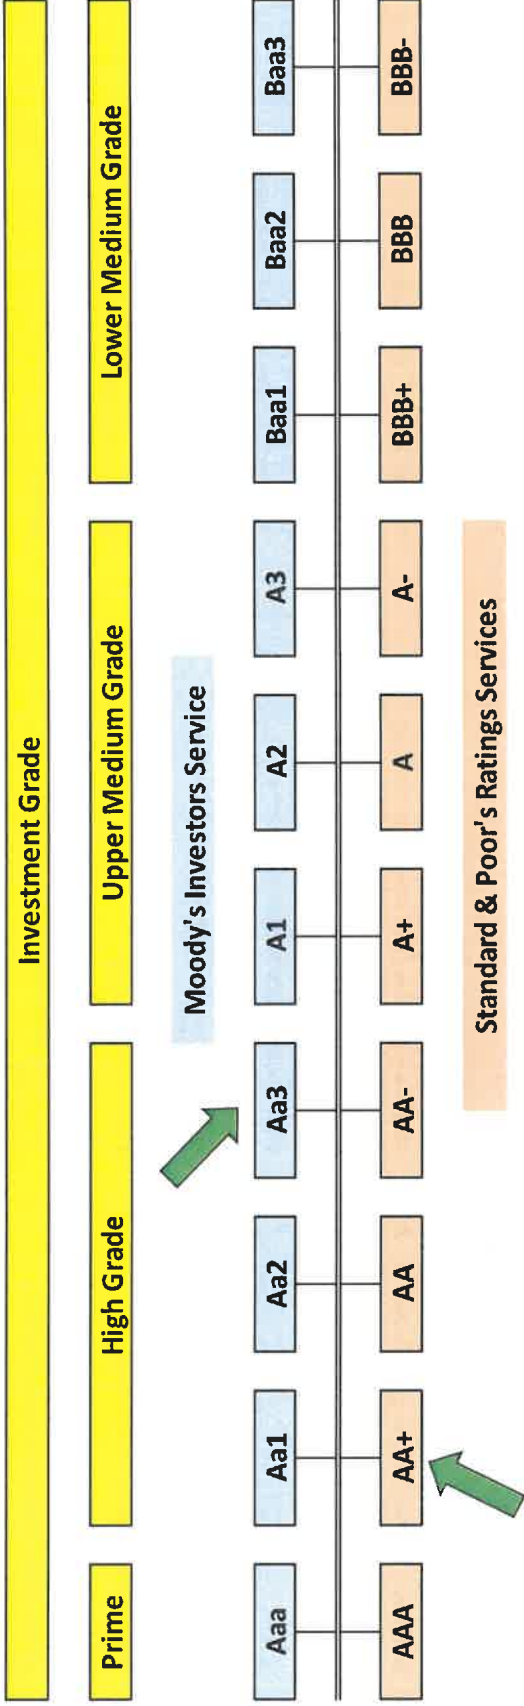 Investment Grade
Prime
High Grade
Upper Medium Grade
Lower Medium Grade
Moody's Investors Service
Aaa
Aa1
Aa2
Aa3
A1
A2
A3
Baa1
Baa2
Baa3
AAA
AA+
AA
AA-
A+
A
A-
BBB+
BBB
BBB-
Standard & Poor's Ratings Services